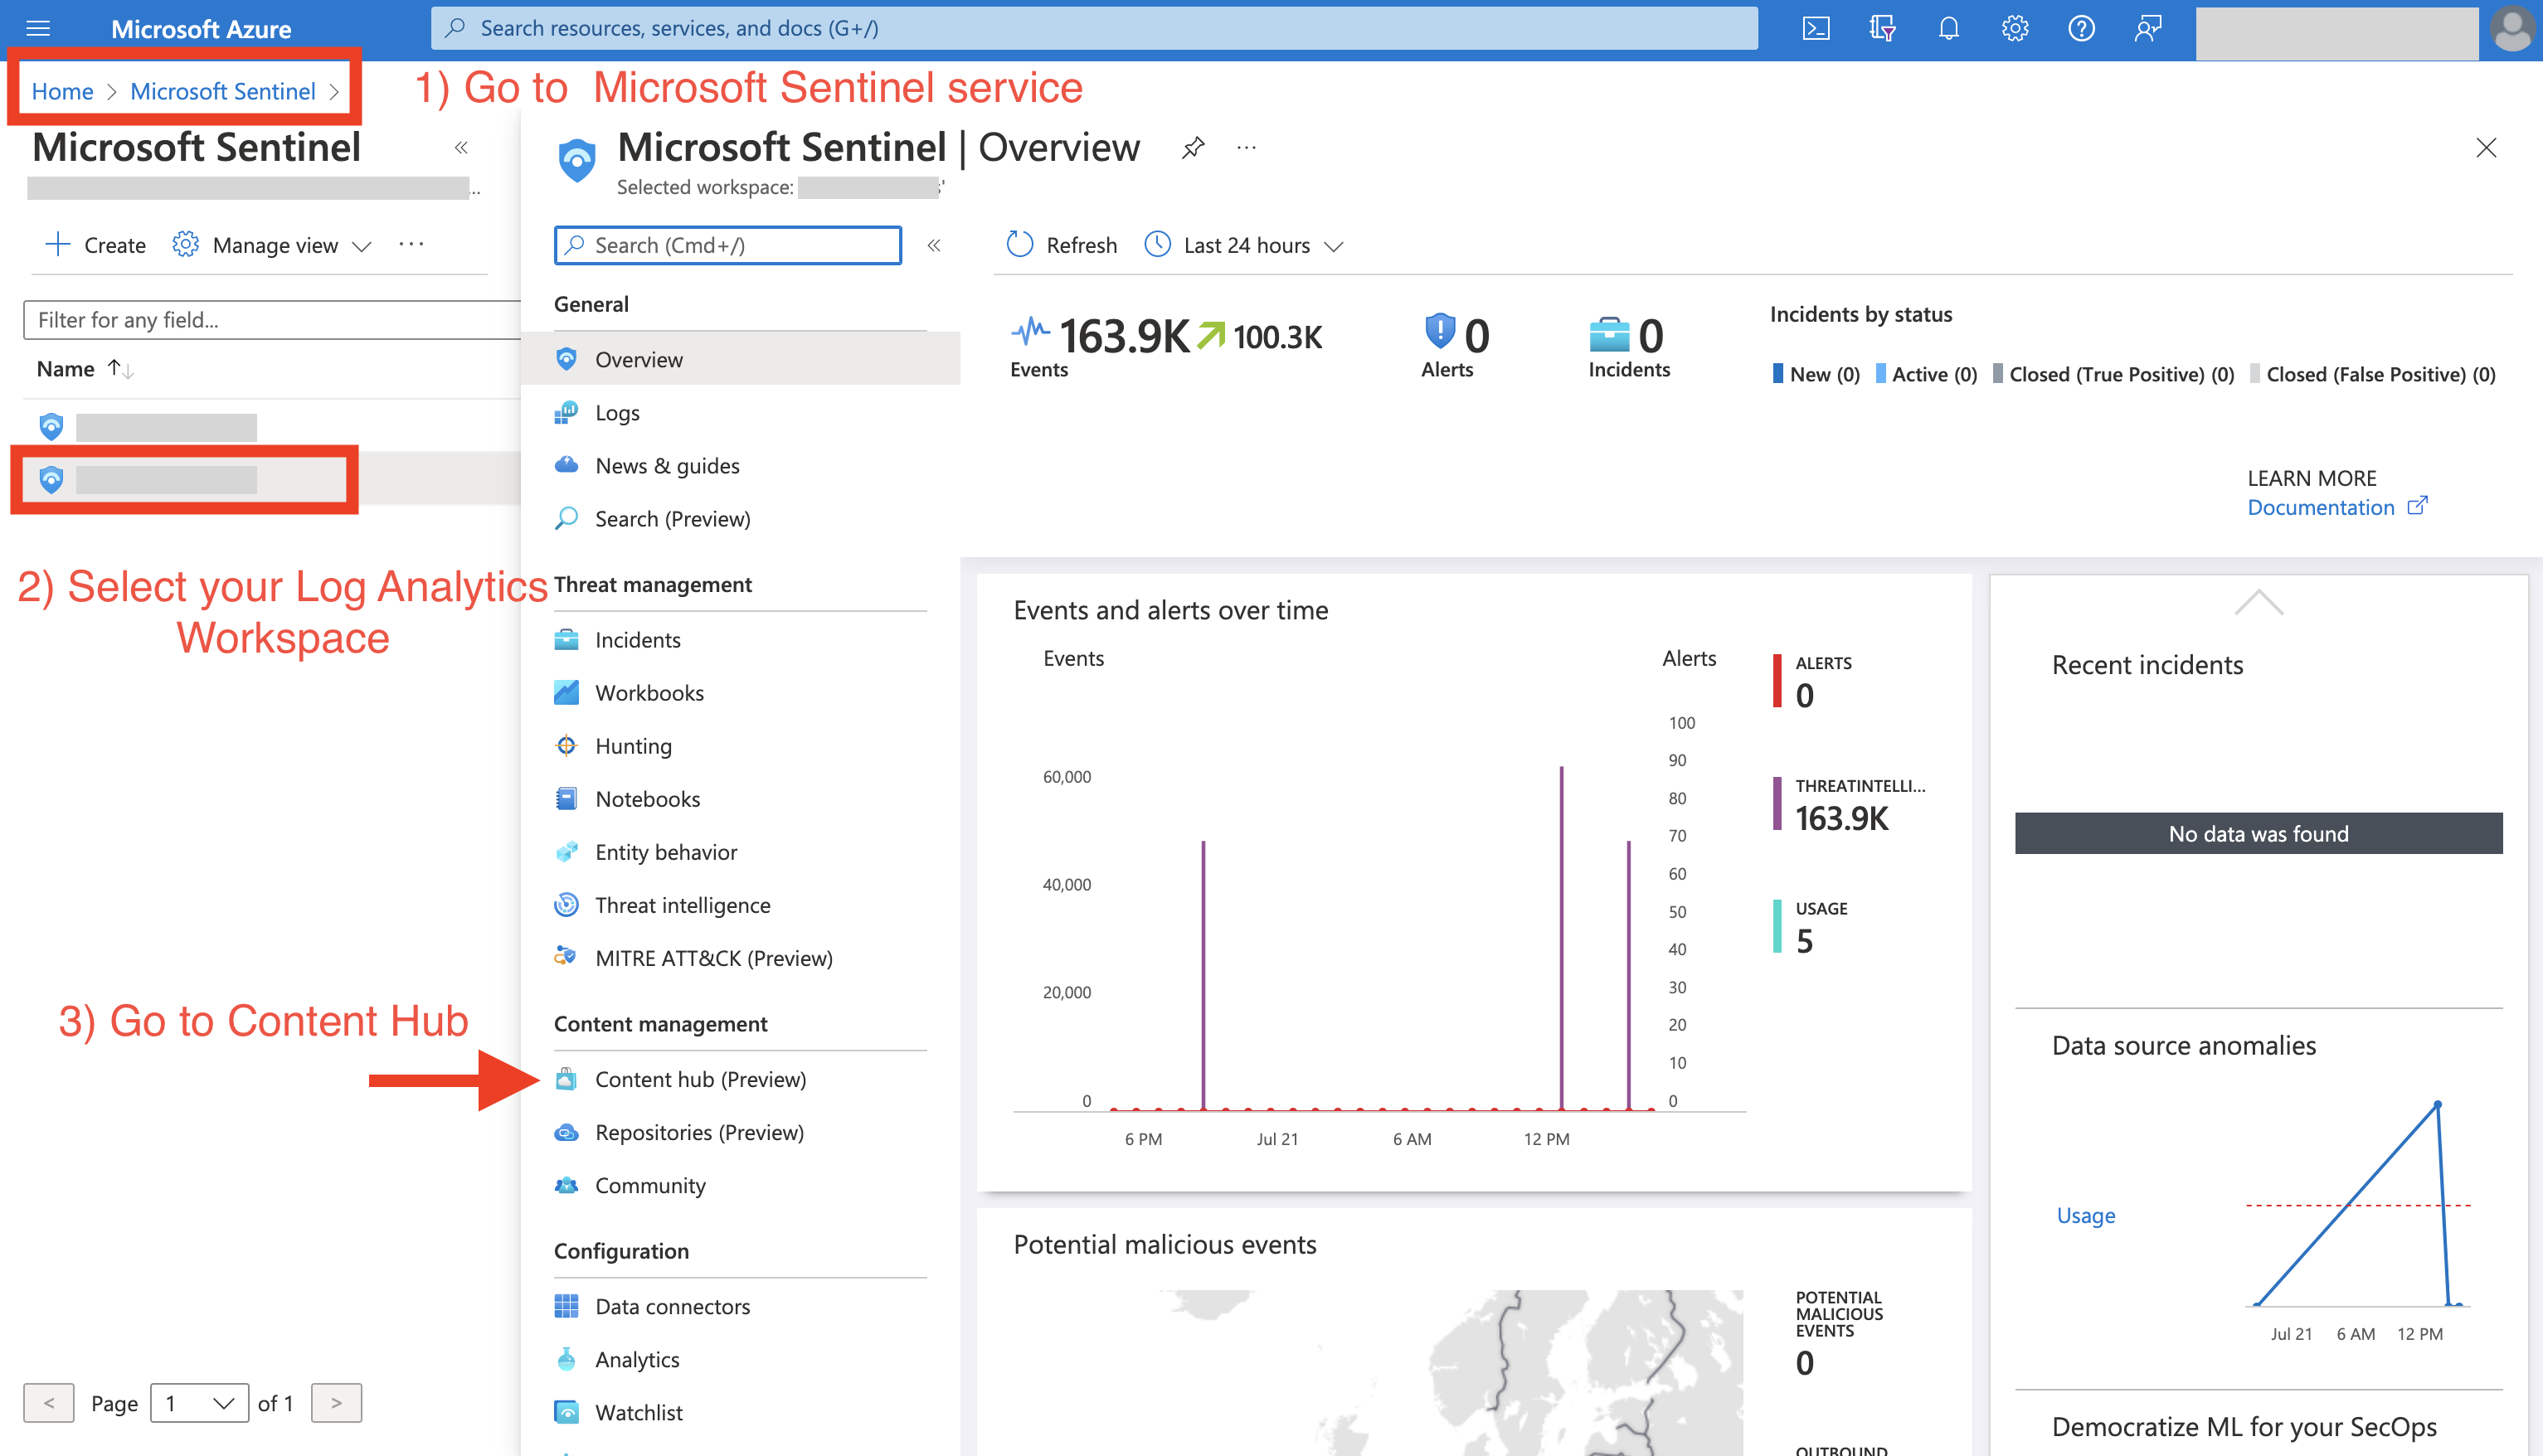 Microsoft Azure
Search resources, services, and docs (G+/)
Home > Microsoft Sentinel >
1) Go to Microsoft Sentinel service
Microsoft Sentinel
...
Create
Manage view
...
Filter for any field...
Name
2) Select your Log Analytics
Workspace
3) Go to Content Hub
< Page 1 of 1 >
Microsoft Sentinel | Overview
...
Selected workspace: '
Search (Cmd+/)
General
Overview
Logs
News & guides
Search (Preview)
Threat management
Incidents
Workbooks
Hunting
Notebooks
Entity behavior
Threat intelligence
MITRE ATT&CK (Preview)
Content management
Content hub (Preview)
Repositories (Preview)
Community
Configuration
Data connectors
Analytics
Watchlist
Refresh
Last 24 hours
163.9K 100.3K
Events
0
Alerts
0
Incidents
Incidents by status
New (0) Active (0) Closed (True Positive) (0) Closed (False Positive) (0)
LEARN MORE
Documentation
Events and alerts over time
Events
Alerts
60,000
40,000
20,000
0
100
90
80
70
60
50
40
30
20
10
0
6 PM Jul 21 6 AM 12 PM
ALERTS
0
THREATINTELLI...
163.9K
USAGE
5
Potential malicious events
POTENTIAL
MALICIOUS
EVENTS
0
OUTBOUND
Recent incidents
No data was found
Data source anomalies
Usage
Jul 21 6 AM 12 PM
Democratize ML for your SecOps